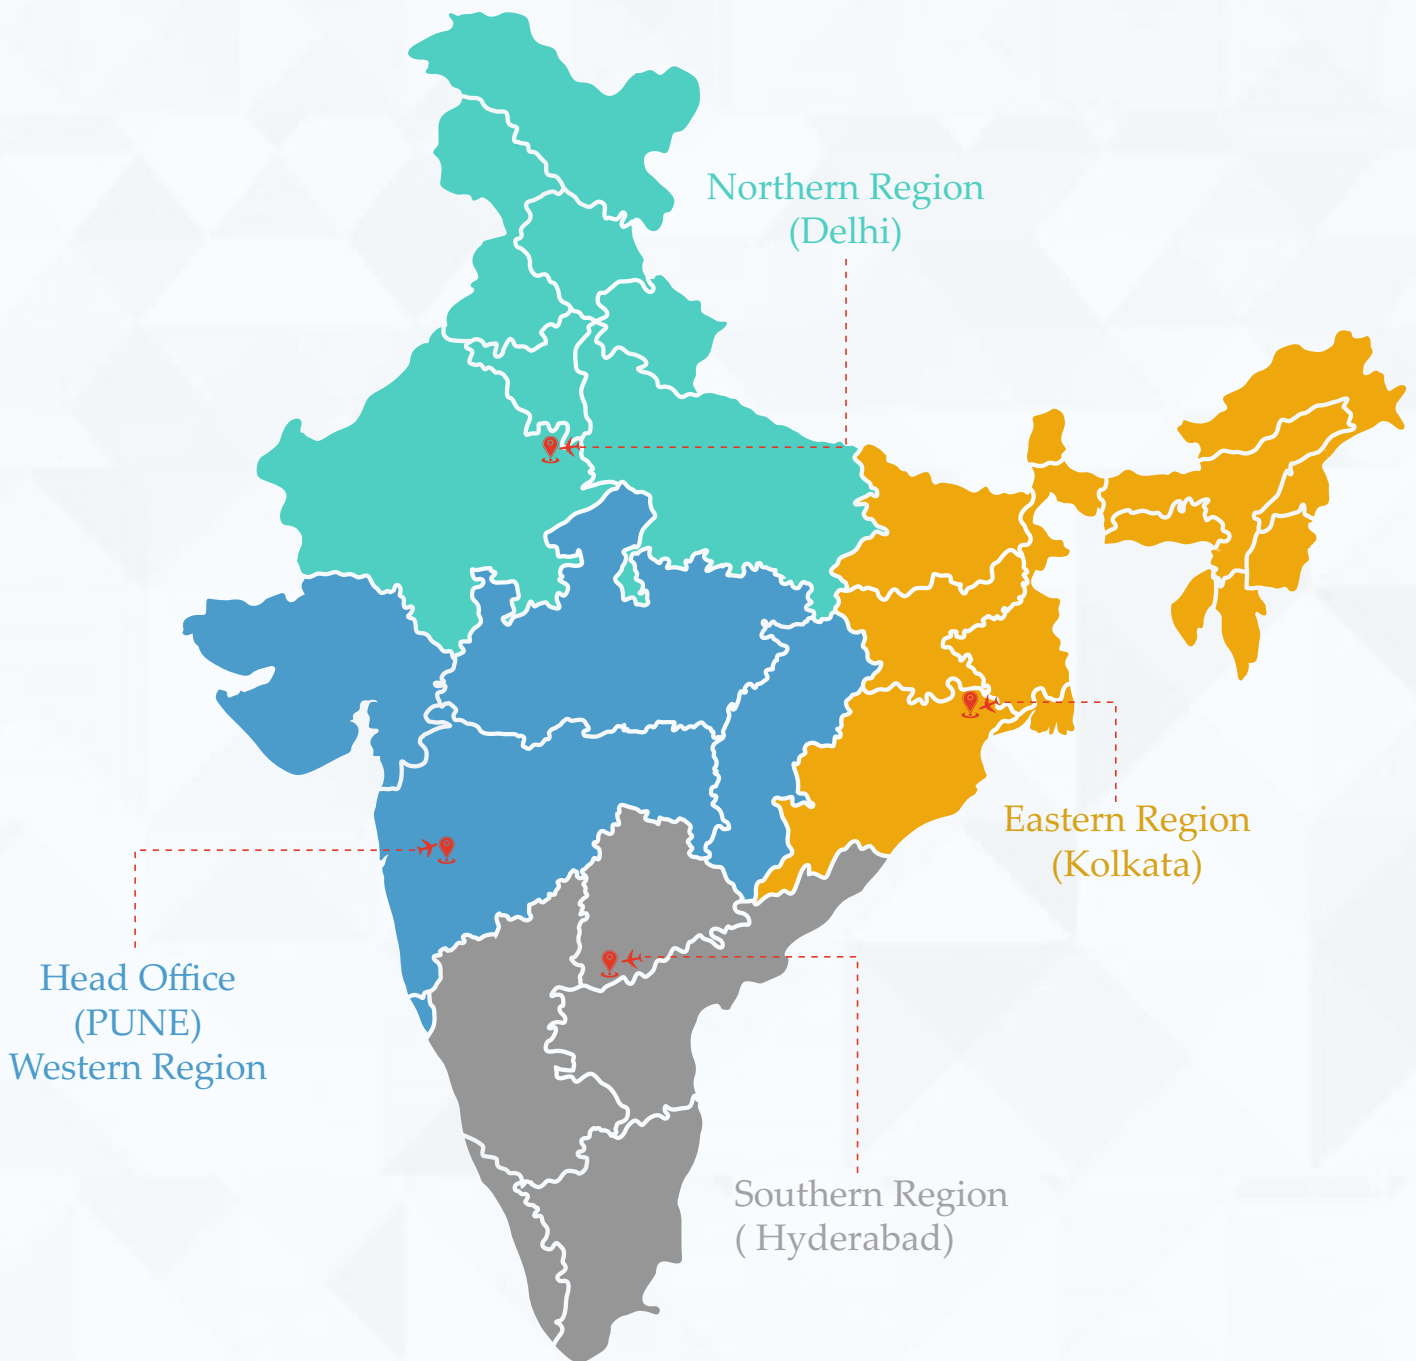 Northern Region
(Delhi)
Eastern Region
(Kolkata)
Head Office
(PUNE)
Western Region
Southern Region
( Hyderabad)